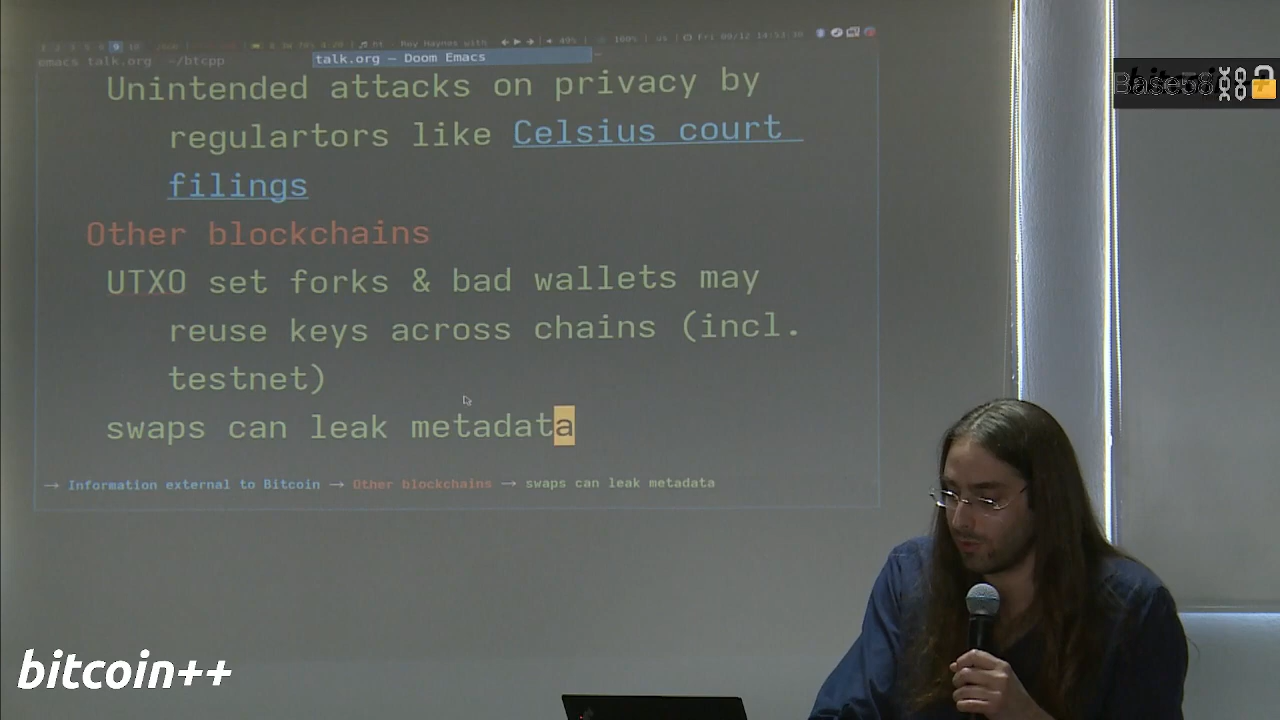 emacs talk.org ~/btcpp
talk.org — Doom Emacs
Unintended attacks on privacy by
regulartors like Celsius court
filings
Other blockchains
UTXO set forks & bad wallets may
reuse keys across chains (incl.
testnet)
swaps can leak metadata
→ Information external to Bitcoin → Other blockchains → swaps can leak metadata
Base58
bitcoin++